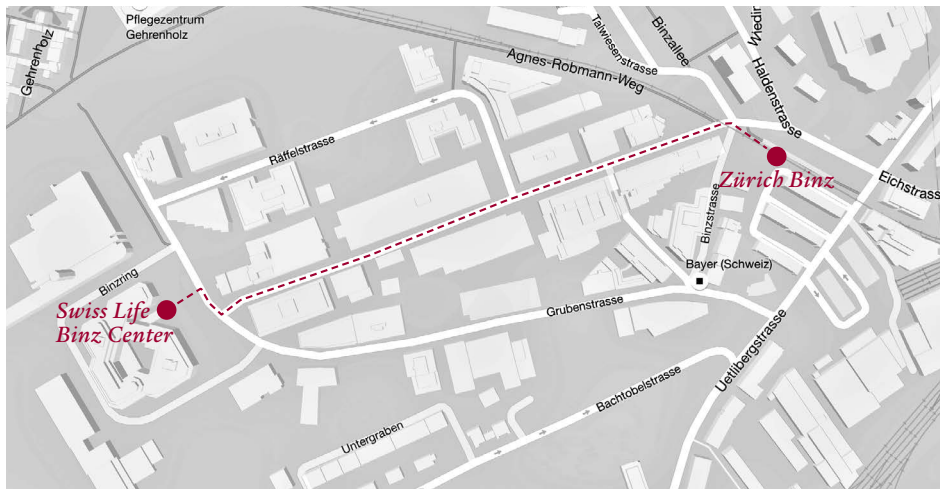 Pflegezentrum
Gehrenholz
Gehrenholz
Talwiesenstrasse
Binzallee
Agnes-Robmann-Weg
Haldenstrasse
Räffelstrasse
Eichstrass
Zürich Binz
Binzstrasse
Bayer (Schweiz)
Binzring
Swiss Life
Binz Center
Grubenstrasse
Uetlibergstrasse
Bachtobelstrasse
Untergraben